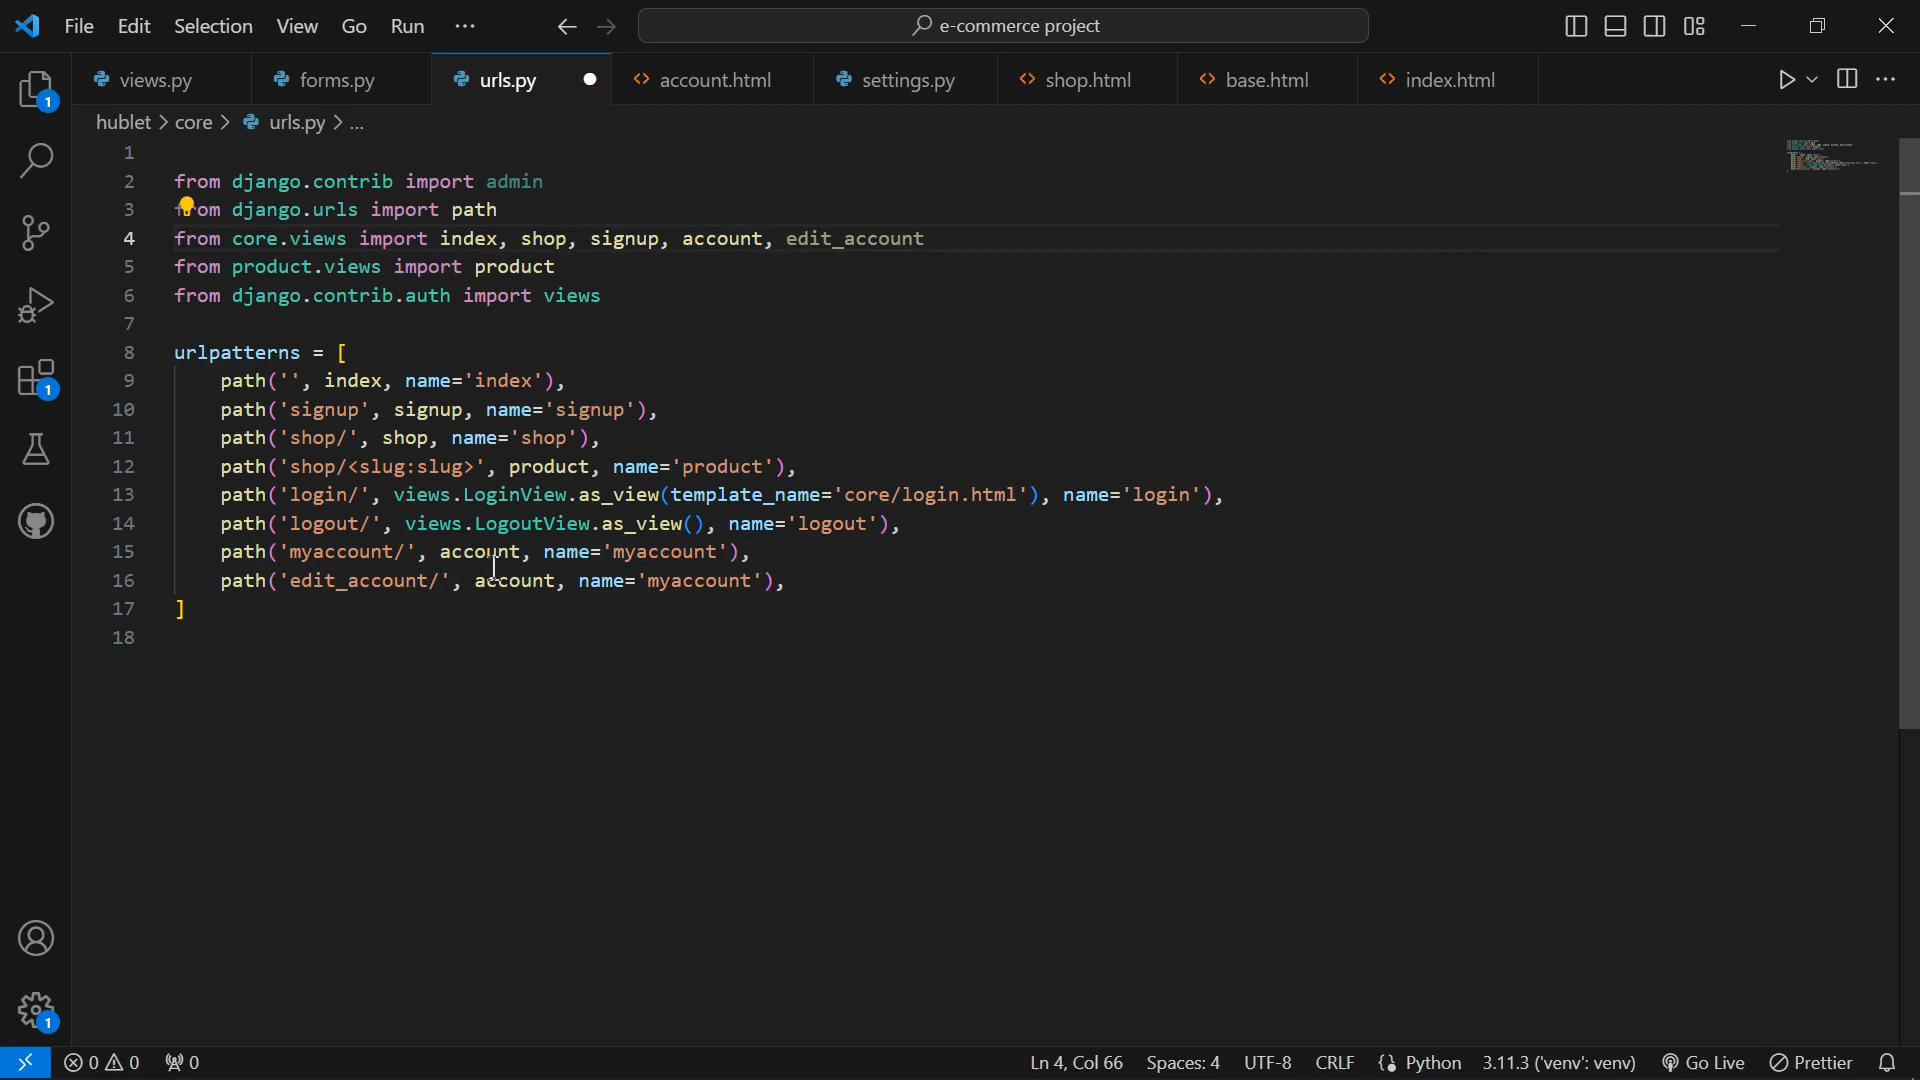 File Edit Selection View Go Run ··· e-commerce project
views.py forms.py urls.py account.html settings.py shop.html base.html index.html
hublet > core > urls.py > ...
1
2 from django.contrib import admin
3 from django.urls import path
4 from core.views import index, shop, signup, account, edit_account
5 from product.views import product
6 from django.contrib.auth import views
7
8 urlpatterns = [
9 path('', index, name='index'),
10 path('signup', signup, name='signup'),
11 path('shop/', shop, name='shop'),
12 path('shop/<slug:slug>', product, name='product'),
13 path('login/', views.LoginView.as_view(template_name='core/login.html'), name='login'),
14 path('logout/', views.LogoutView.as_view(), name='logout'),
15 path('myaccount/', account, name='myaccount'),
16 path('edit_account/', account, name='myaccount'),
17 ]
18
1
1
1
0 0 0 Ln 4, Col 66 Spaces: 4 UTF-8 CRLF Python 3.11.3 ('venv': venv) Go Live Prettier